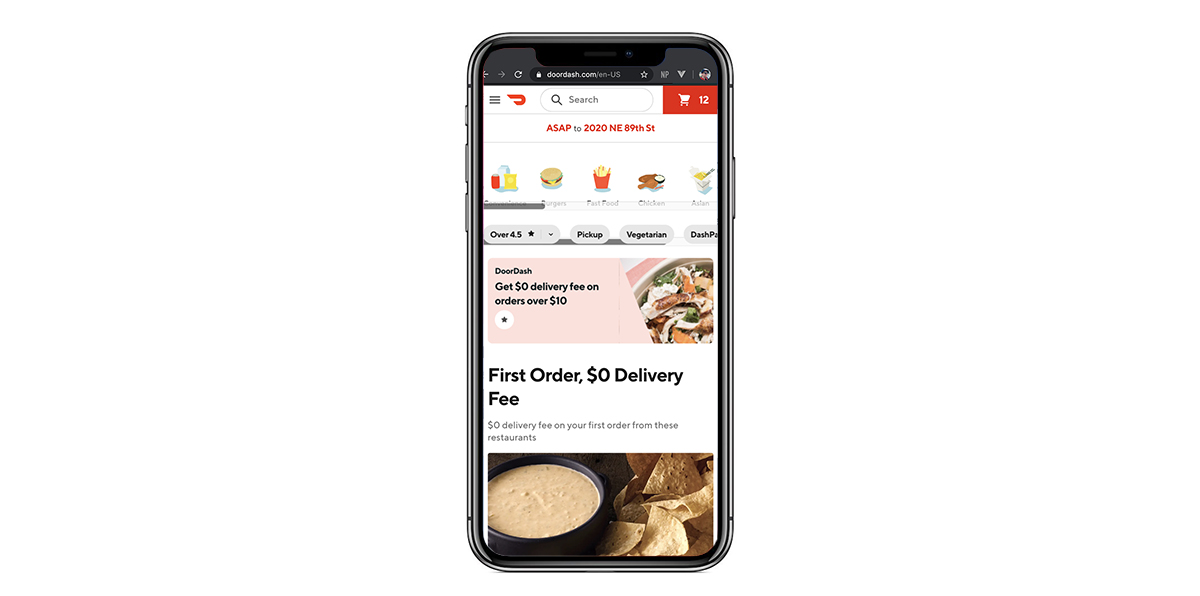 doordash.com/en-US
NP
Search
12
ASAP to 2020 NE 89th St
Convenience
Burgers
Fast Food
Chicken
Asian
Over 4.5
Pickup
Vegetarian
DashPa
DoorDash
Get $0 delivery fee on
orders over $10
First Order, $0 Delivery
Fee
$0 delivery fee on your first order from these
restaurants